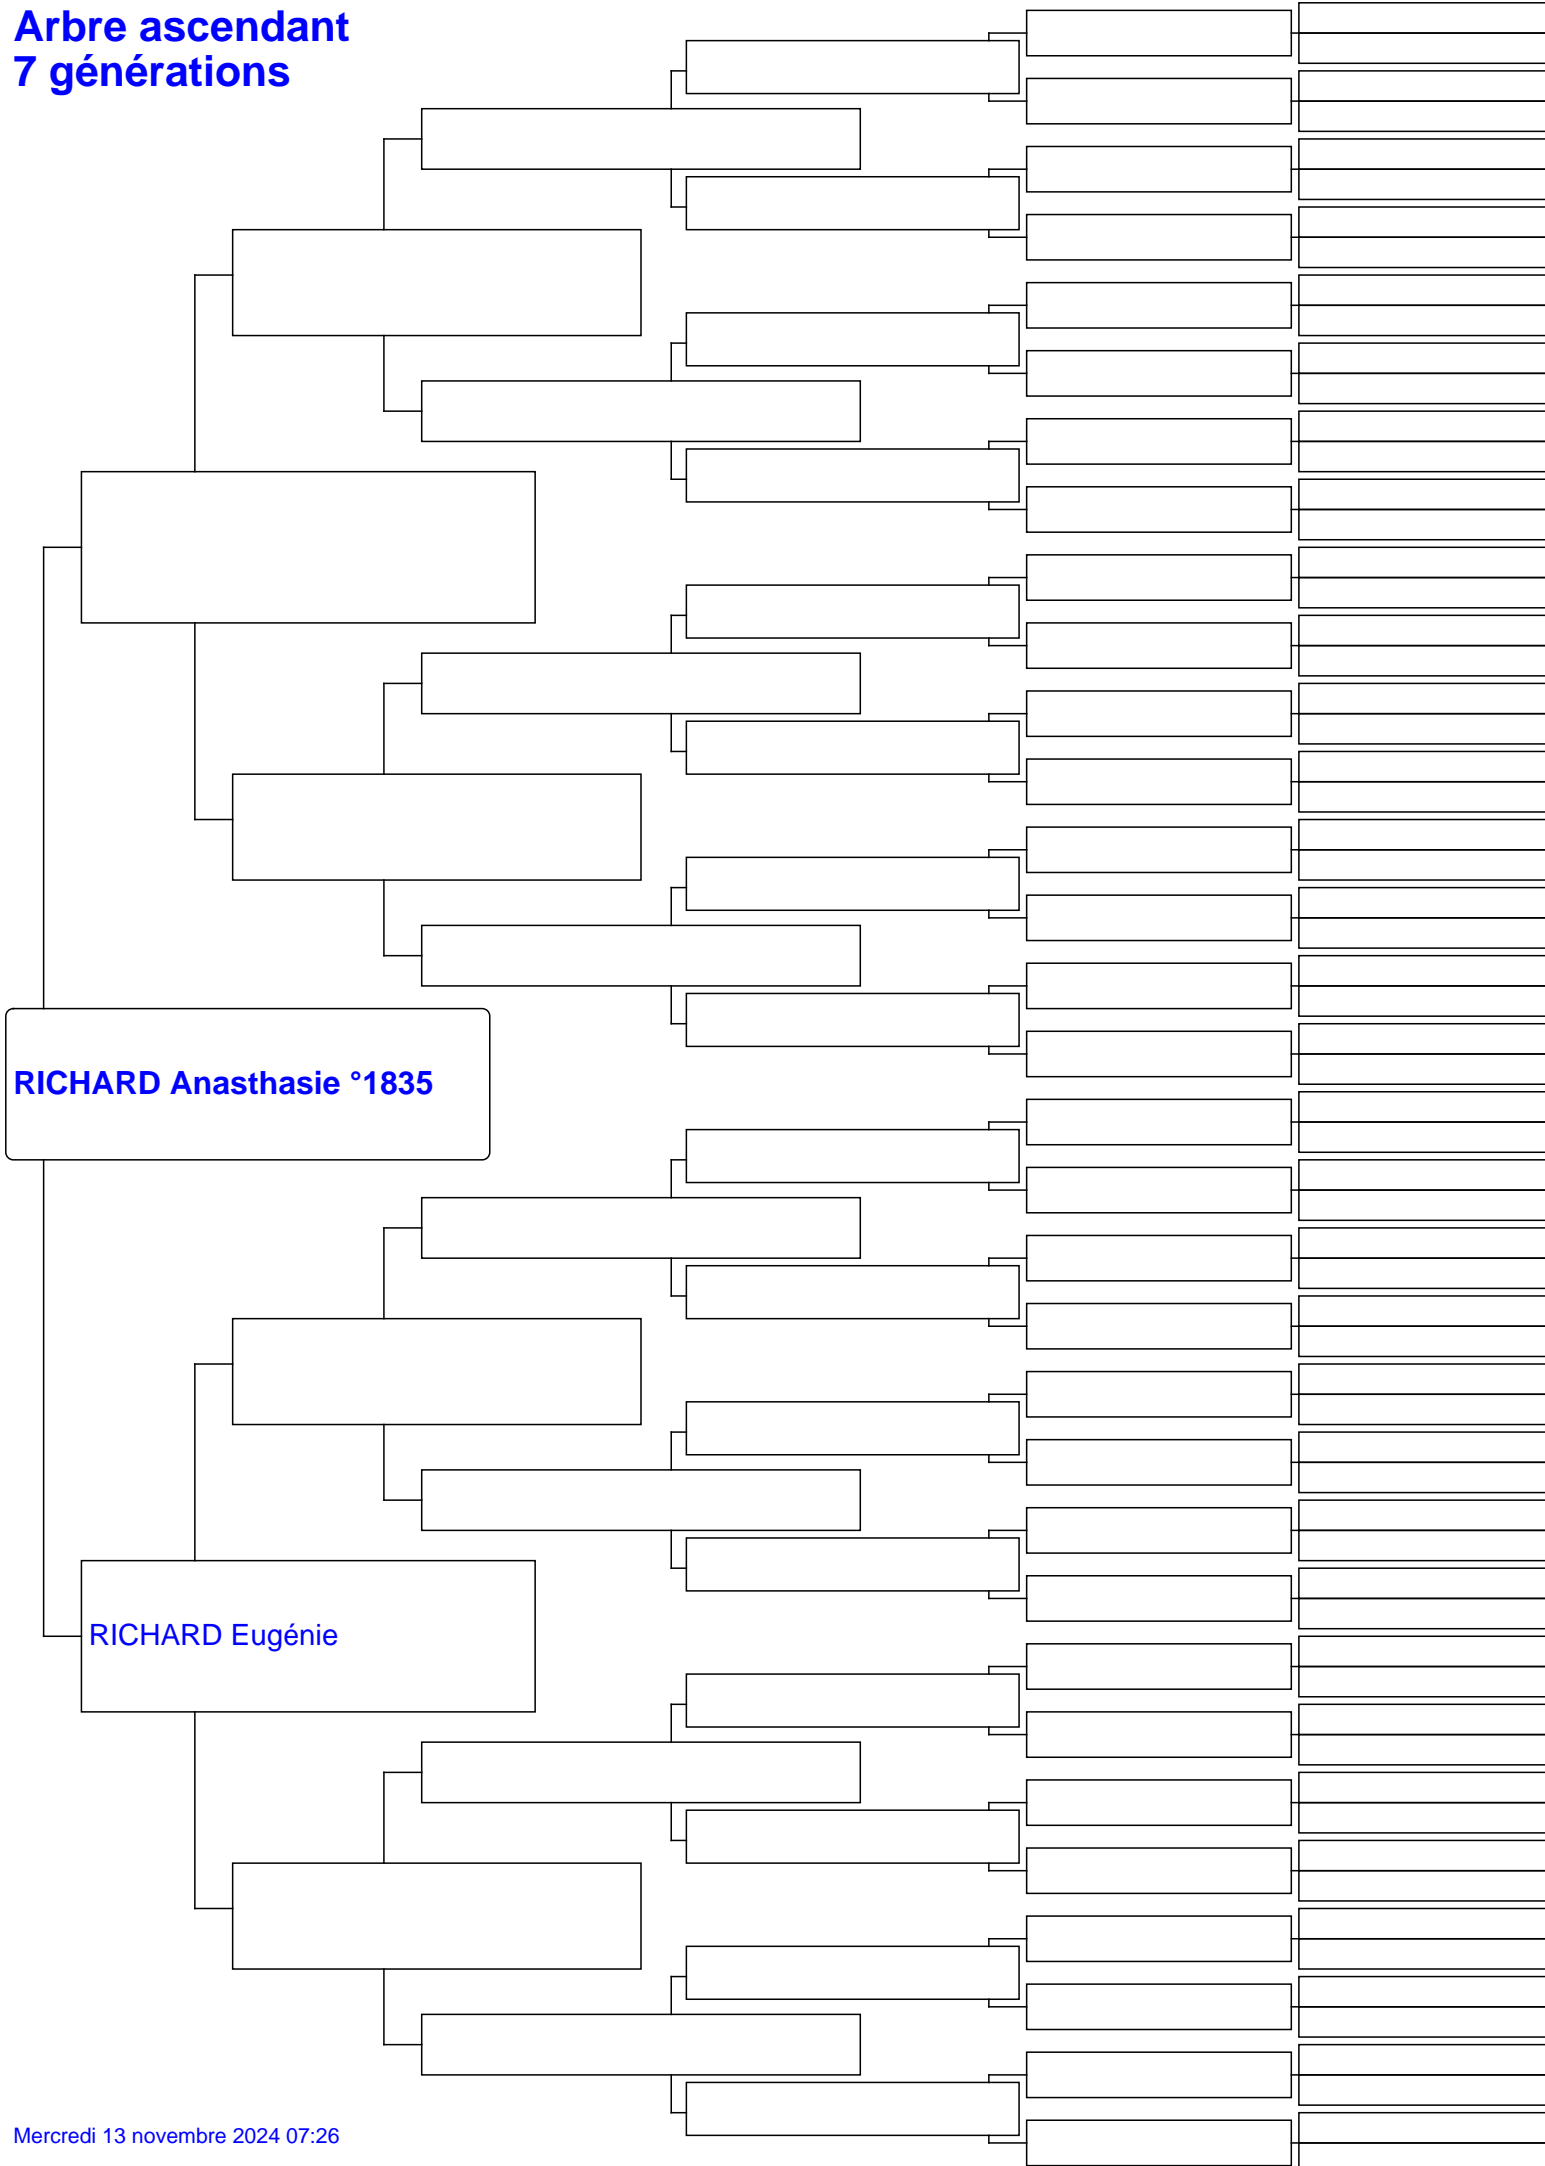 Arbre ascendant
7 générations
RICHARD Anasthasie °1835
RICHARD Eugénie
Mercredi 13 novembre 2024 07:26